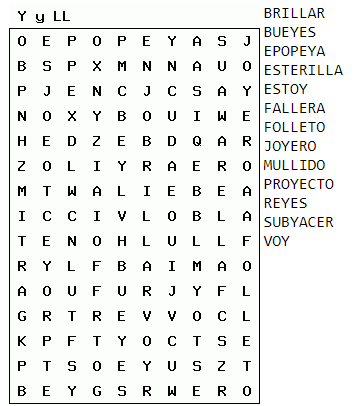 Y y LL
O E P O P E Y A S J
B S P X M N N A U O
P J E N C J C S A Y
N O X Y B O U I W E
H E D Z E B D Q A R
Z O L I Y R A E R O
M T W A L I E B E A
I C C I V L O B L A
T E N O H L U L L F
R Y L F B A I M A O
A O U F U R J Y F L
G R T R E V V O C L
K P F T Y O C T S E
P T S O E Y U S Z T
B E Y G S R W E R O
BRILLAR
BUEYES
EPOPEYA
ESTERILLA
ESTOY
FALLERA
FOLLETO
JOYERO
MULLIDO
PROYECTO
REYES
SUBYACER
VOY